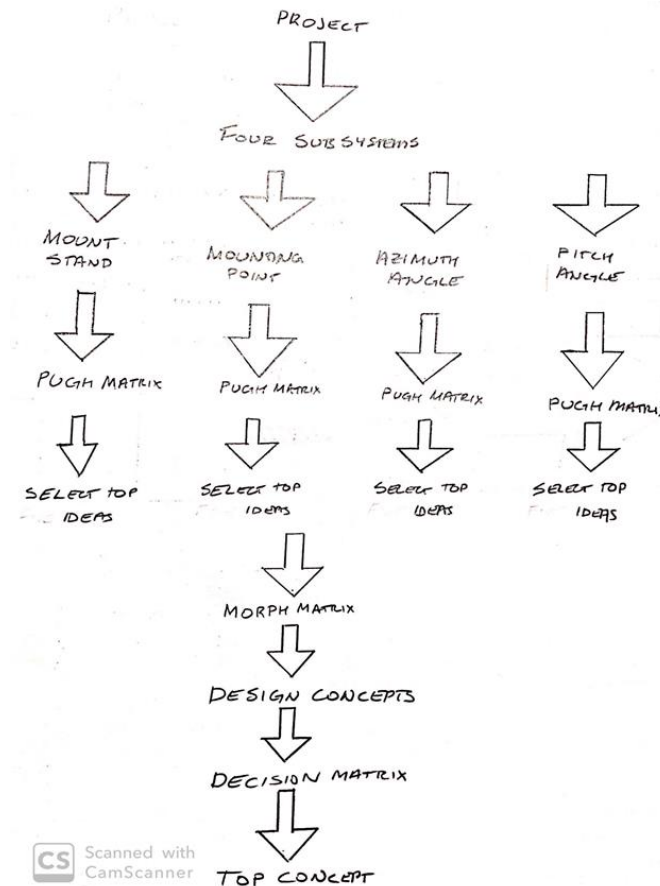 PROJECT
FOUR SUBSYSTEMS
MOUNT
STAND
MOUNTING
POINT
AZIMUTH
ANGLE
PITCH
ANGLE
PUGH MATRIX
PUGH MATRIX
PUGH MATRIX
PUGH MATRIX
SELECT TOP
IDEAS
SELECT TOP
IDEAS
SELECT TOP
IDEAS
SELECT TOP
IDEAS
MORPH MATRIX
DESIGN CONCEPTS
DECISION MATRIX
TOP CONCEPT
CS Scanned with
CamScanner